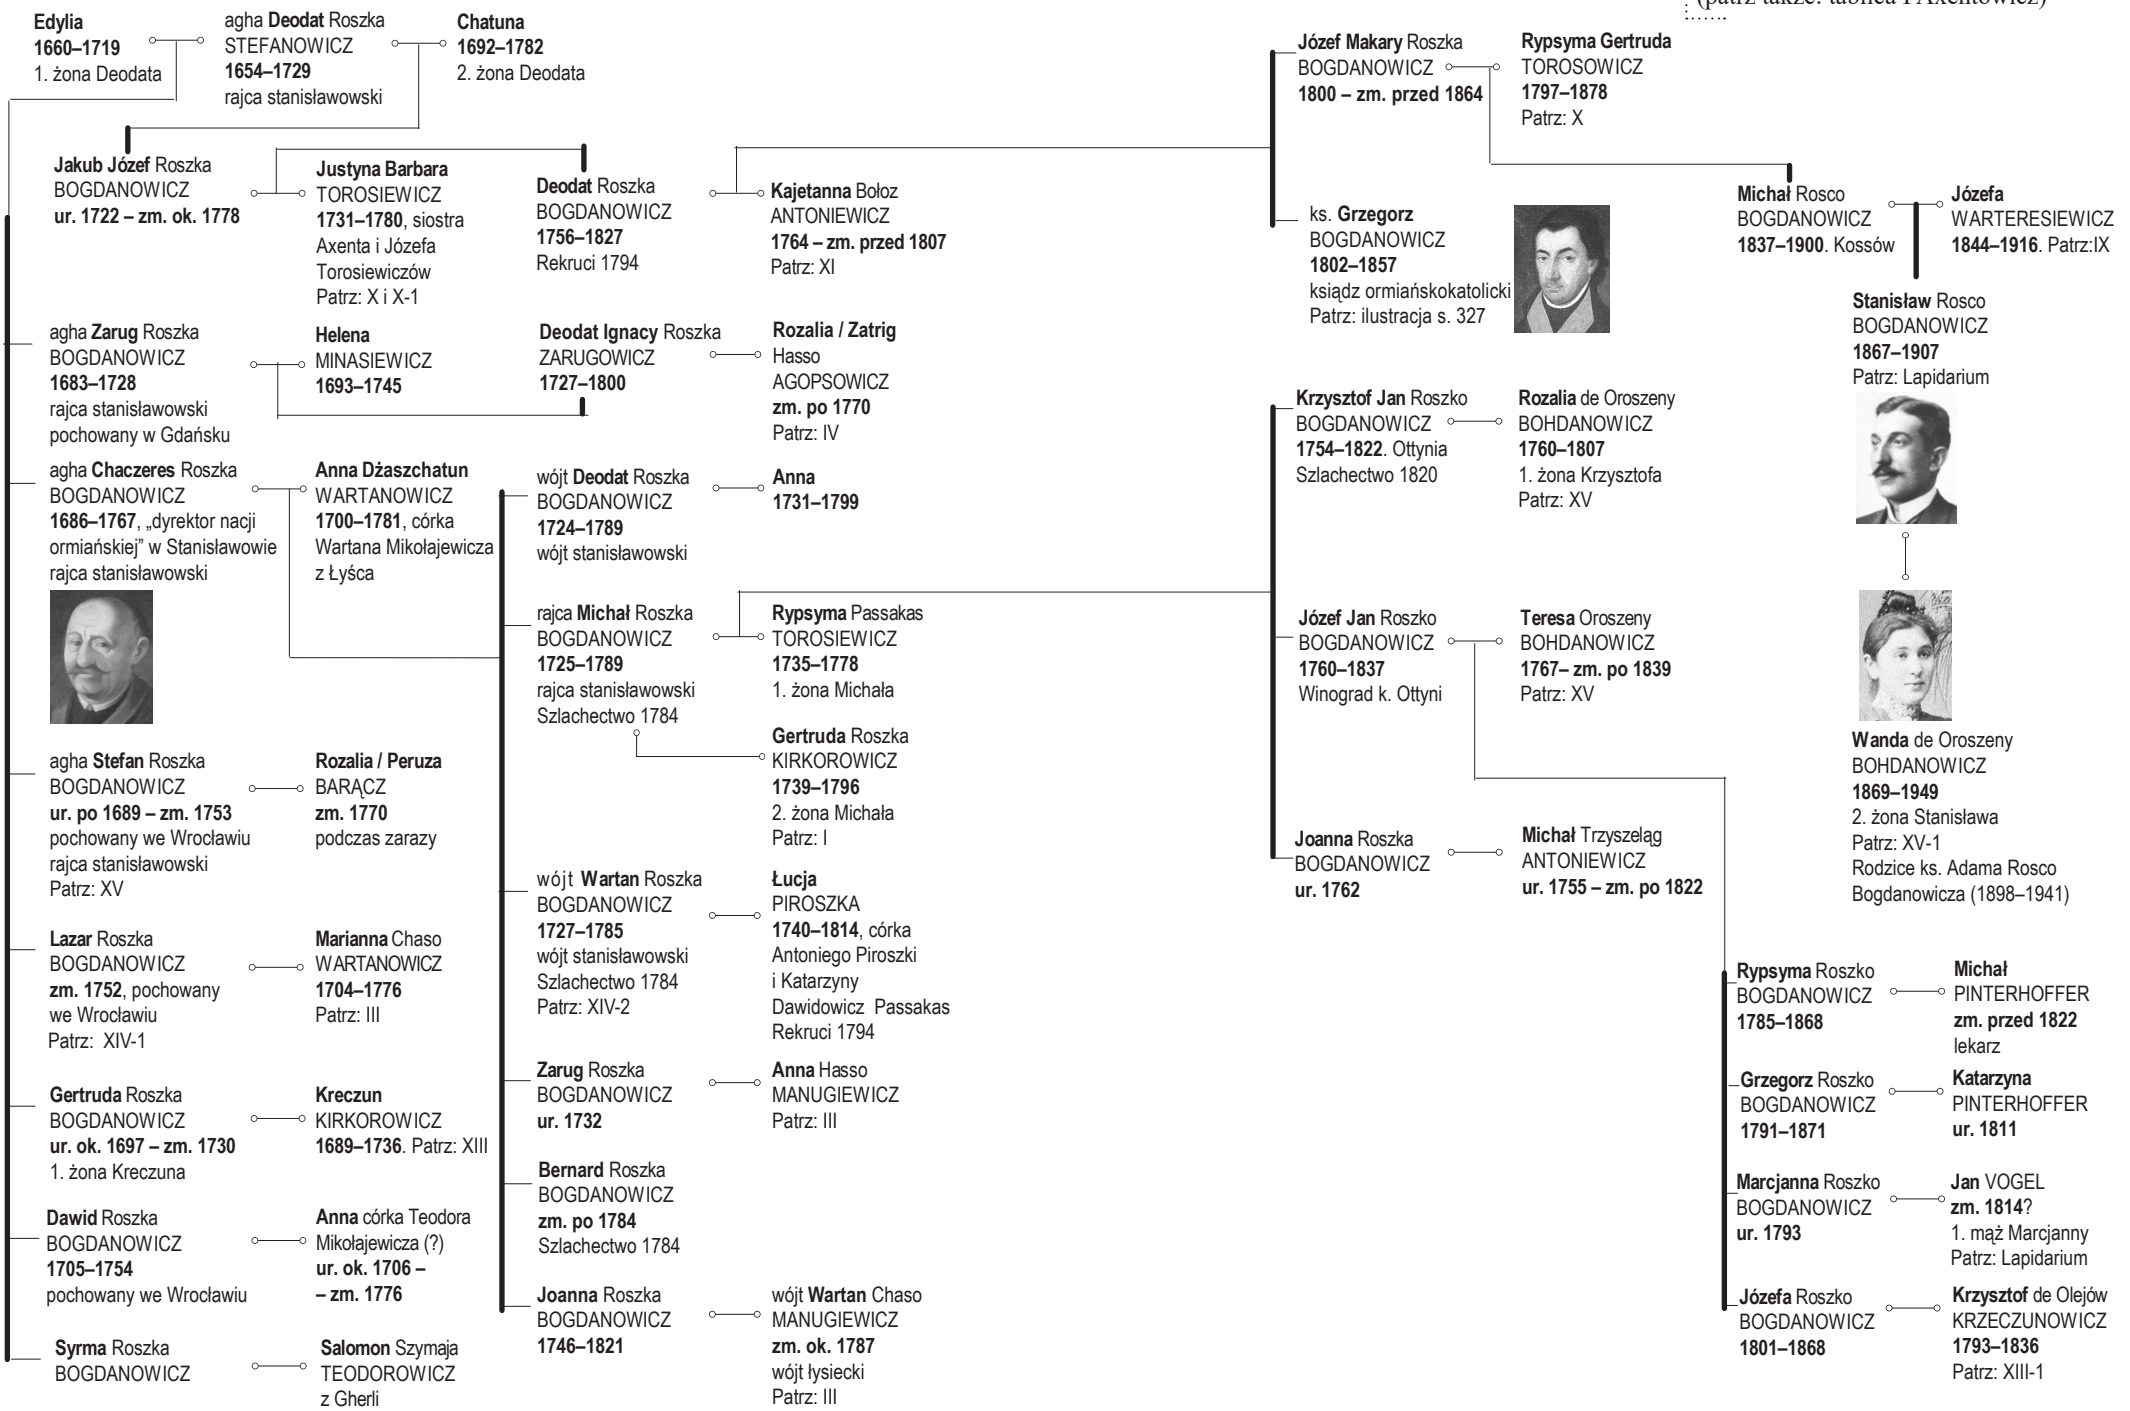 (patrz także: tablica I Axentowicz)
Edylia
1660–1719
1. żona Deodata
agha Deodat Roszka
STEFANOWICZ
1654–1729
rajca stanisławowski
Chatuna
1692–1782
2. żona Deodata
Jakub Józef Roszka
BOGDANOWICZ
ur. 1722 – zm. ok. 1778
Justyna Barbara
TOROSIEWICZ
1731–1780, siostra
Axenta i Józefa
Torosiewiczów
Patrz: X i X-1
agha Zarug Roszka
BOGDANOWICZ
1683–1728
rajca stanisławowski
pochowany w Gdańsku
Helena
MINASIEWICZ
1693–1745
agha Chaczeres Roszka
BOGDANOWICZ
1686–1767, „dyrektor nacji
ormiańskiej” w Stanisławowie
rajca stanisławowski
Anna Dżaszchatun
WARTANOWICZ
1700–1781, córka
Wartana Mikołajewicza
z Łyśca
agha Stefan Roszka
BOGDANOWICZ
ur. po 1689 – zm. 1753
pochowany we Wrocławiu
rajca stanisławowski
Patrz: XV
Rozalia / Peruza
BARĄCZ
zm. 1770
podczas zarazy
Lazar Roszka
BOGDANOWICZ
zm. 1752, pochowany
we Wrocławiu
Patrz: XIV-1
Marianna Chaso
WARTANOWICZ
1704–1776
Patrz: III
Gertruda Roszka
BOGDANOWICZ
ur. ok. 1697 – zm. 1730
1. żona Kreczuna
Kreczun
KIRKOROWICZ
1689–1736. Patrz: XIII
Dawid Roszka
BOGDANOWICZ
1705–1754
pochowany we Wrocławiu
Anna córka Teodora
Mikołajewicza (?)
ur. ok. 1706 –
– zm. 1776
Syrma Roszka
BOGDANOWICZ
Salomon Szymaja
TEODOROWICZ
z Gherli
Deodat Roszka
BOGDANOWICZ
1756–1827
Rekruci 1794
Kajetanna Bołoz
ANTONIEWICZ
1764 – zm. przed 1807
Patrz: XI
Deodat Ignacy Roszka
ZARUGOWICZ
1727–1800
Rozalia / Zatrig
Hasso
AGOPSOWICZ
zm. po 1770
Patrz: IV
wójt Deodat Roszka
BOGDANOWICZ
1724–1789
wójt stanisławowski
Anna
1731–1799
rajca Michał Roszka
BOGDANOWICZ
1725–1789
rajca stanisławowski
Szlachectwo 1784
Rypsyma Passakas
TOROSIEWICZ
1735–1778
1. żona Michała
Gertruda Roszka
KIRKOROWICZ
1739–1796
2. żona Michała
Patrz: I
wójt Wartan Roszka
BOGDANOWICZ
1727–1785
wójt stanisławowski
Szlachectwo 1784
Patrz: XIV-2
Łucja
PIROSZKA
1740–1814, córka
Antoniego Piroszki
i Katarzyny
Dawidowicz Passakas
Rekruci 1794
Zarug Roszka
BOGDANOWICZ
ur. 1732
Anna Hasso
MANUGIEWICZ
Patrz: III
Bernard Roszka
BOGDANOWICZ
zm. po 1784
Szlachectwo 1784
Joanna Roszka
BOGDANOWICZ
1746–1821
wójt Wartan Chaso
MANUGIEWICZ
zm. ok. 1787
wójt łysiecki
Patrz: III
Józef Makary Roszka
BOGDANOWICZ
1800 – zm. przed 1864
Rypsyma Gertruda
TOROSOWICZ
1797–1878
Patrz: X
ks. Grzegorz
BOGDANOWICZ
1802–1857
ksiądz ormiańskokatolicki
Patrz: ilustracja s. 327
Krzysztof Jan Roszko
BOGDANOWICZ
1754–1822. Ottynia
Szlachectwo 1820
Rozalia de Oroszeny
BOHDANOWICZ
1760–1807
1. żona Krzysztofa
Patrz: XV
Józef Jan Roszko
BOGDANOWICZ
1760–1837
Winograd k. Ottyni
Teresa Oroszeny
BOHDANOWICZ
1767– zm. po 1839
Patrz: XV
Joanna Roszka
BOGDANOWICZ
ur. 1762
Michał Trzyszeląg
ANTONIEWICZ
ur. 1755 – zm. po 1822
Michał Rosco
BOGDANOWICZ
1837–1900. Kossów
Józefa
WARTERESIEWICZ
1844–1916. Patrz:IX
Stanisław Rosco
BOGDANOWICZ
1867–1907
Patrz: Lapidarium
Wanda de Oroszeny
BOHDANOWICZ
1869–1949
2. żona Stanisława
Patrz: XV-1
Rodzice ks. Adama Rosco
Bogdanowicza (1898–1941)
Rypsyma Roszko
BOGDANOWICZ
1785–1868
Michał
PINTERHOFFER
zm. przed 1822
lekarz
Grzegorz Roszko
BOGDANOWICZ
1791–1871
Katarzyna
PINTERHOFFER
ur. 1811
Marcjanna Roszko
BOGDANOWICZ
ur. 1793
Jan VOGEL
zm. 1814?
1. mąż Marcjanny
Patrz: Lapidarium
Józefa Roszko
BOGDANOWICZ
1801–1868
Krzysztof de Olejów
KRZECZUNOWICZ
1793–1836
Patrz: XIII-1